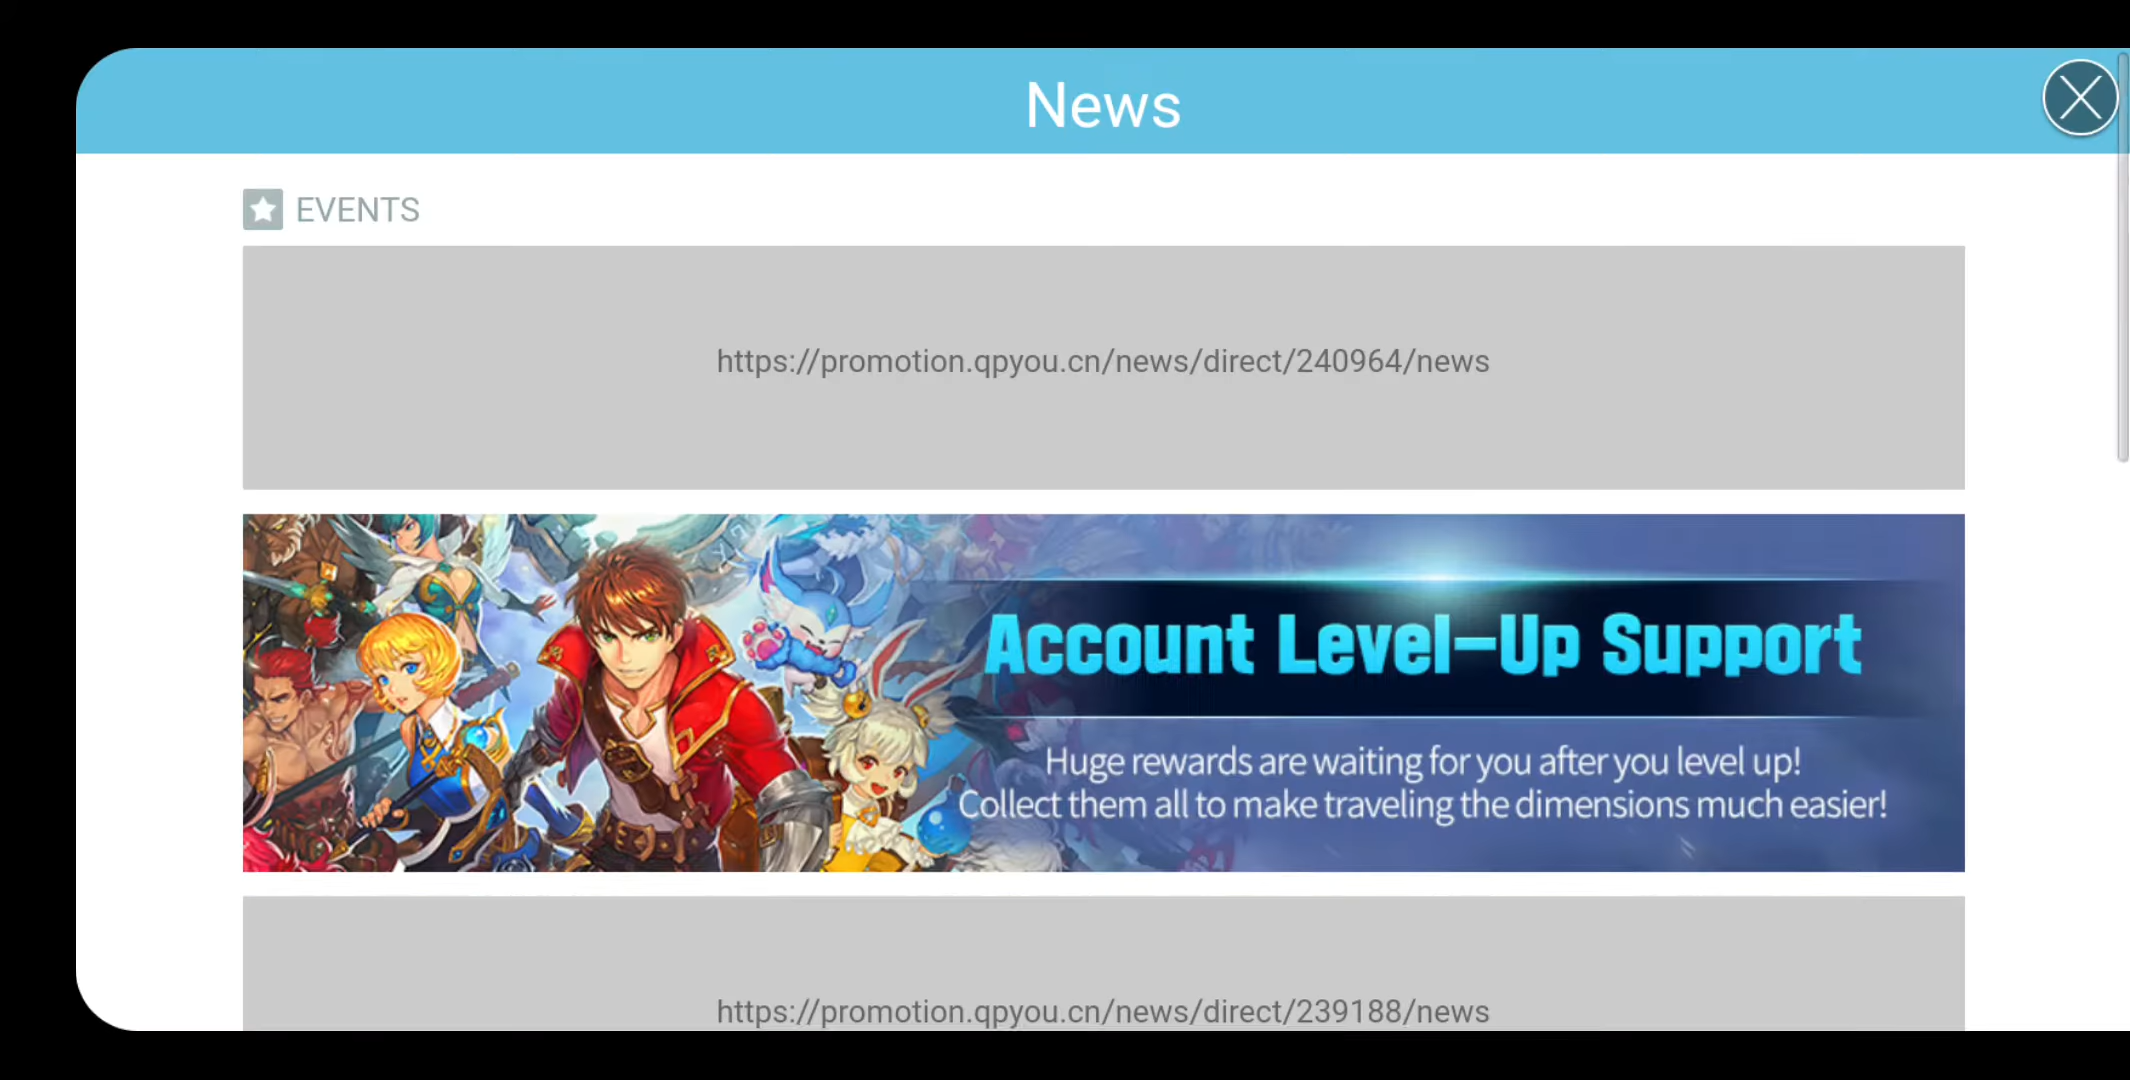 News
EVENTS
https://promotion.qpyou.cn/news/direct/240964/news
Account Level-Up Support
Huge rewards are waiting for you after you level up!
Collect them all to make traveling the dimensions much easier!
https://promotion.qpyou.cn/news/direct/239188/news